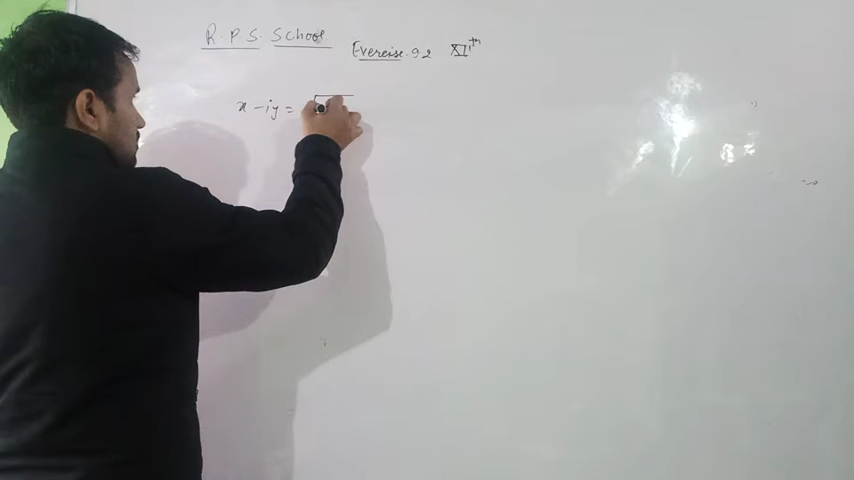 R.P.S. School
Exercise.9.2 XIth
x - iy = √